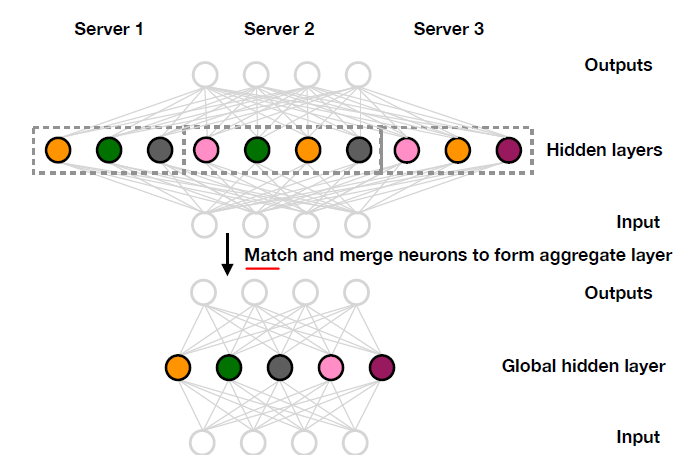 Server 1 Server 2 Server 3
Outputs
Hidden layers
Input
Match and merge neurons to form aggregate layer
Outputs
Global hidden layer
Input